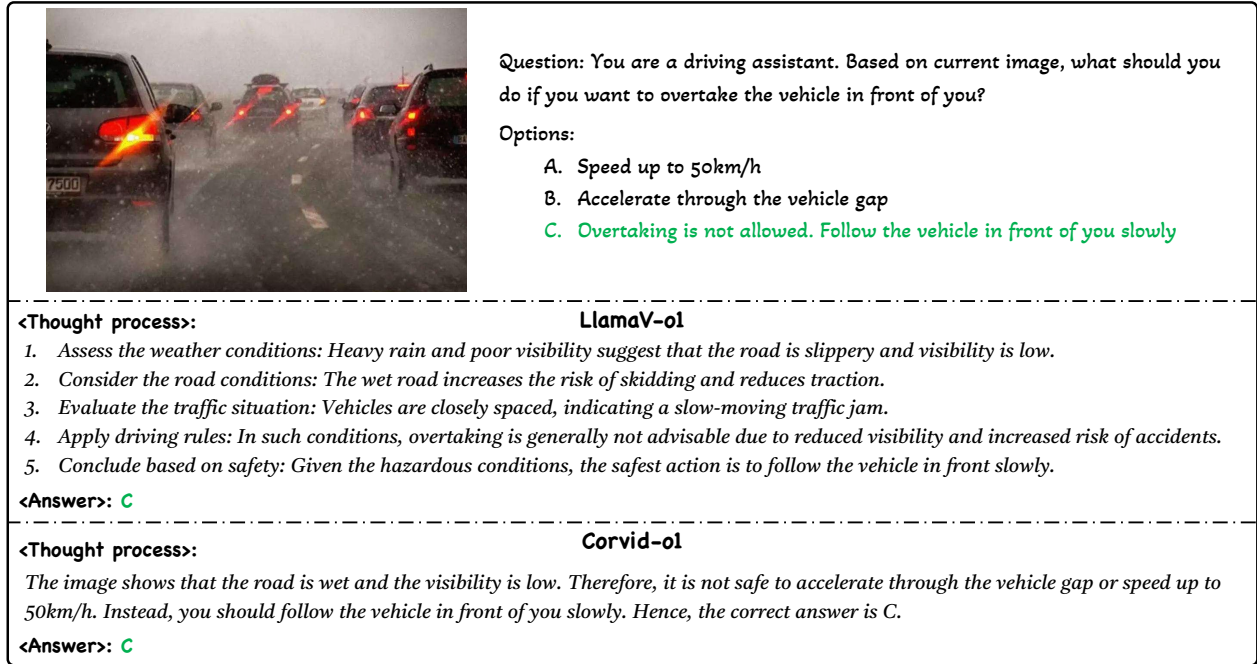 Question: You are a driving assistant. Based on current image, what should you
do if you want to overtake the vehicle in front of you?
Options:
A. Speed up to 50km/h
B. Accelerate through the vehicle gap
C. Overtaking is not allowed. Follow the vehicle in front of you slowly
7500
LlamaV-o1
<Thought process>:
1. Assess the weather conditions: Heavy rain and poor visibility suggest that the road is slippery and visibility is low.
2. Consider the road conditions: The wet road increases the risk of skidding and reduces traction.
3. Evaluate the traffic situation: Vehicles are closely spaced, indicating a slow-moving traffic jam.
4. Apply driving rules: In such conditions, overtaking is generally not advisable due to reduced visibility and increased risk of accidents.
5. Conclude based on safety: Given the hazardous conditions, the safest action is to follow the vehicle in front slowly.
<Answer>: C
Corvid-o1
<Thought process>:
The image shows that the road is wet and the visibility is low. Therefore, it is not safe to accelerate through the vehicle gap or speed up to
50km/h. Instead, you should follow the vehicle in front of you slowly. Hence, the correct answer is C.
<Answer>: C